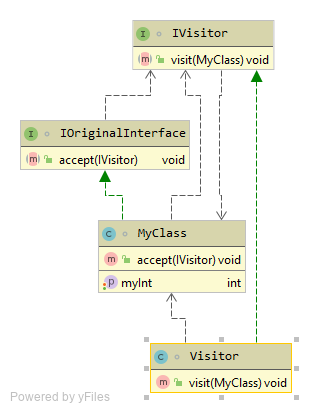 I IVisitor
m visit(MyClass) void
I IOriginalInterface
m accept(IVisitor) void
C MyClass
m accept(IVisitor) void
p myInt int
C Visitor
m visit(MyClass) void
Powered by yFiles